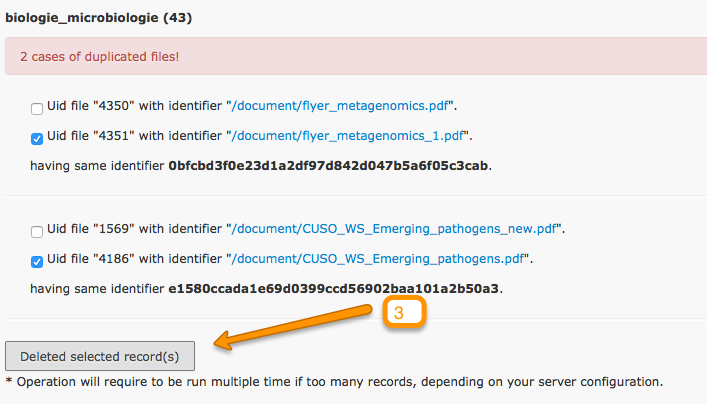 biologie_microbiologie (43)
2 cases of duplicated files!
Uid file "4350" with identifier "/document/flyer_metagenomics.pdf".
Uid file "4351" with identifier "/document/flyer_metagenomics_1.pdf".
having same identifier 0bfcbd3f0e23d1a2df97d842d047b5a6f05c3cab.
Uid file "1569" with identifier "/document/CUSO_WS_Emerging_pathogens_new.pdf".
Uid file "4186" with identifier "/document/CUSO_WS_Emerging_pathogens.pdf".
having same identifier e1580ccada1e69d0399ccd56902baa101a2b50a3.
3
Deleted selected record(s)
* Operation will require to be run multiple time if too many records, depending on your server configuration.